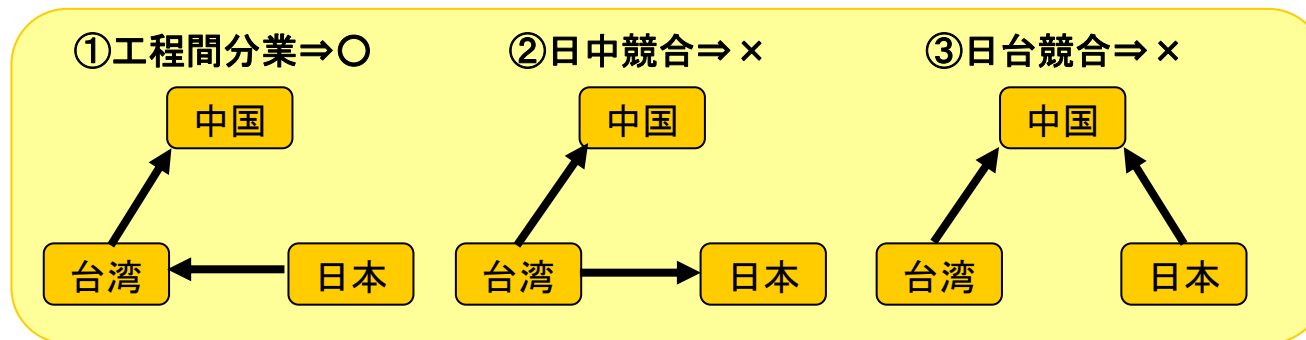 ①工程間分業⇒〇
中国
台湾
日本
②日中競合⇒×
中国
台湾
日本
③日台競合⇒×
中国
台湾
日本